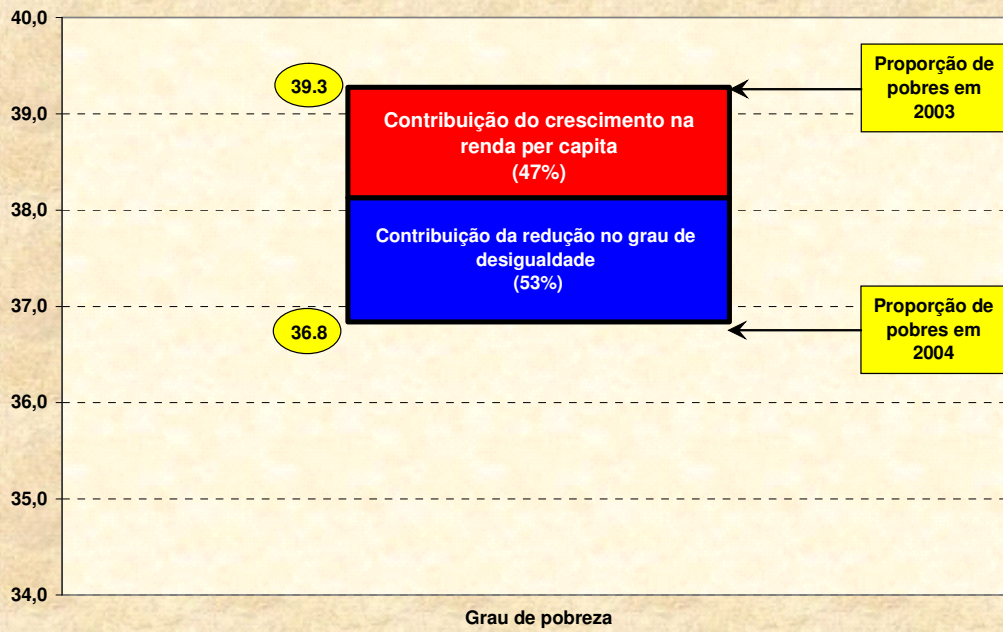 40,0
39.3
Proporção de
pobres em
2003
39,0
Contribuição do crescimento na
renda per capita
(47%)
38,0
Contribuição da redução no grau de
desigualdade
(53%)
37,0
36.8
Proporção de
pobres em
2004
36,0
35,0
34,0
Grau de pobreza